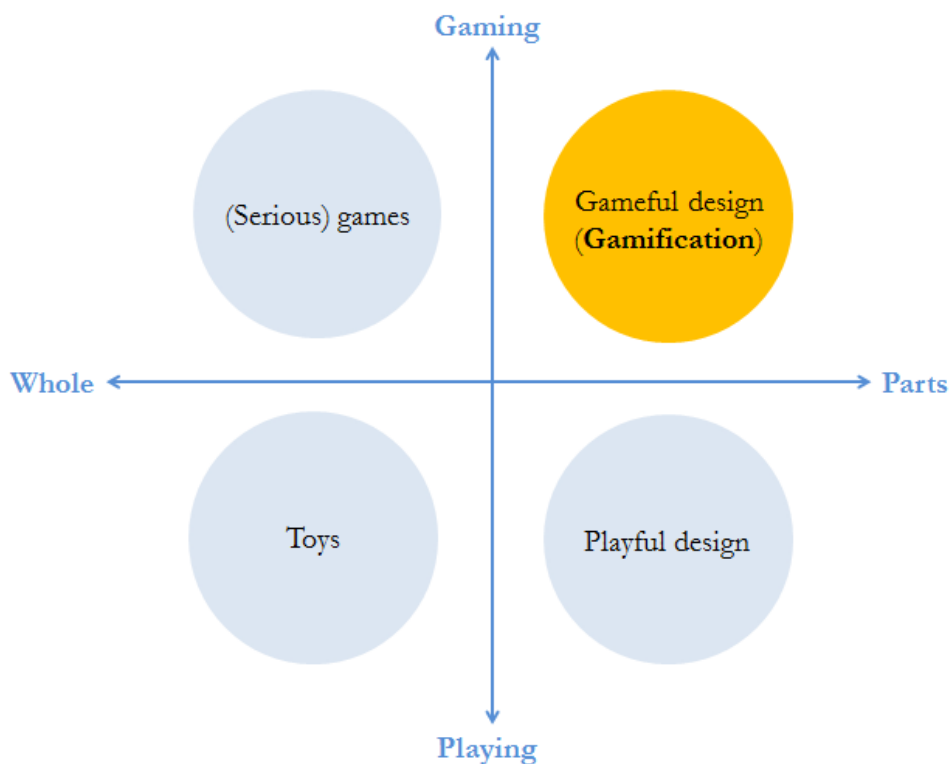 Gaming
(Serious) games
Gameful design
(Gamification)
Whole
Parts
Toys
Playful design
Playing